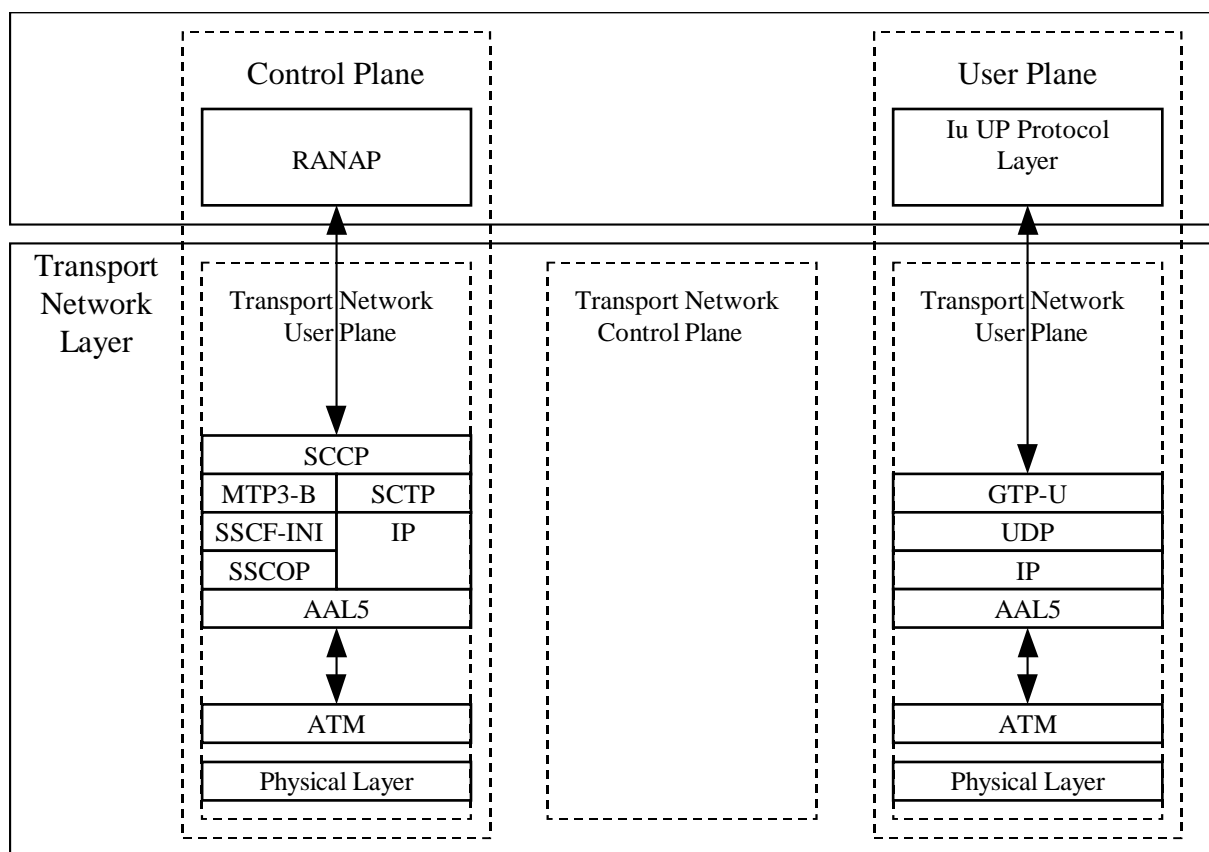 Control Plane
User Plane
RANAP
Iu UP Protocol
Layer
Transport
Network
Layer
Transport Network
User Plane
Transport Network
Control Plane
Transport Network
User Plane
SCCP
MTP3-B
SCTP
SSCF-INI
IP
SSCOP
AAL5
ATM
Physical Layer
GTP-U
UDP
IP
AAL5
ATM
Physical Layer